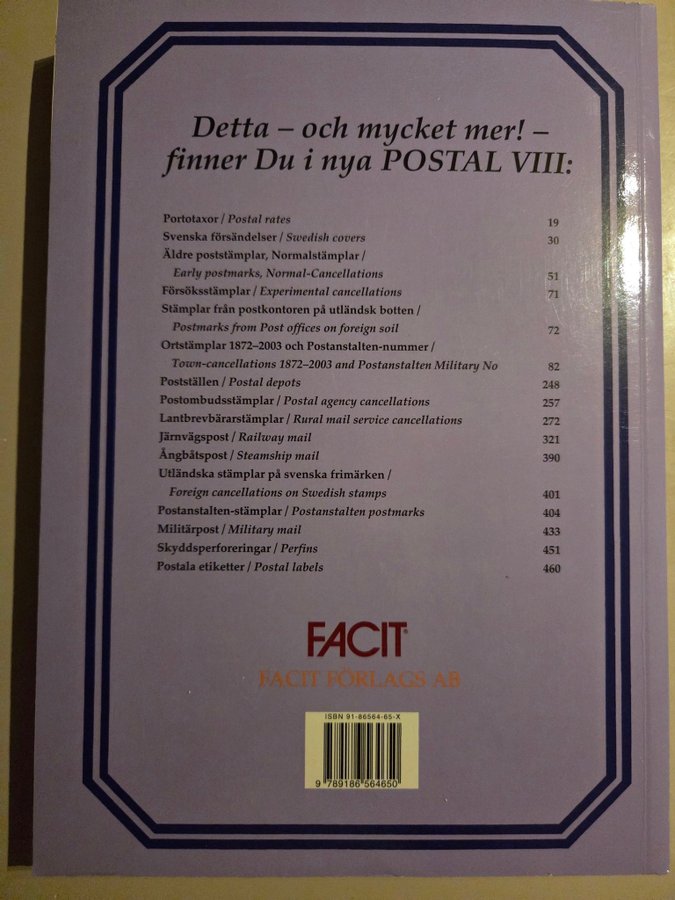 Detta – och mycket mer! –
finner Du i nya POSTAL VIII:
Portotaxor / Postal rates 19
Svenska försändelser / Swedish covers 30
Äldre poststämplar, Normalstämplar /
Early postmarks, Normal-Cancellations 51
Försöksstämplar / Experimental cancellations 71
Stämplar från postkontoren på utländsk botten /
Postmarks from Post offices on foreign soil 72
Ortstämplar 1872–2003 och Postanstalten-nummer /
Town-cancellations 1872–2003 and Postanstalten Military No 82
Postställen / Postal depots 248
Postombudsstämplar / Postal agency cancellations 257
Lantbrevbärarstämplar / Rural mail service cancellations 272
Järnvägspost / Railway mail 321
Ångbåtspost / Steamship mail 390
Utländska stämplar på svenska frimärken /
Foreign cancellations on Swedish stamps 401
Postanstalten-stämplar / Postanstalten postmarks 404
Militärpost / Military mail 433
Skyddsperforeringar / Perfins 451
Postala etiketter / Postal labels 460
FACIT®
FACIT FÖRLAGS AB
ISBN 91-86564-65-X
9 789186 564650